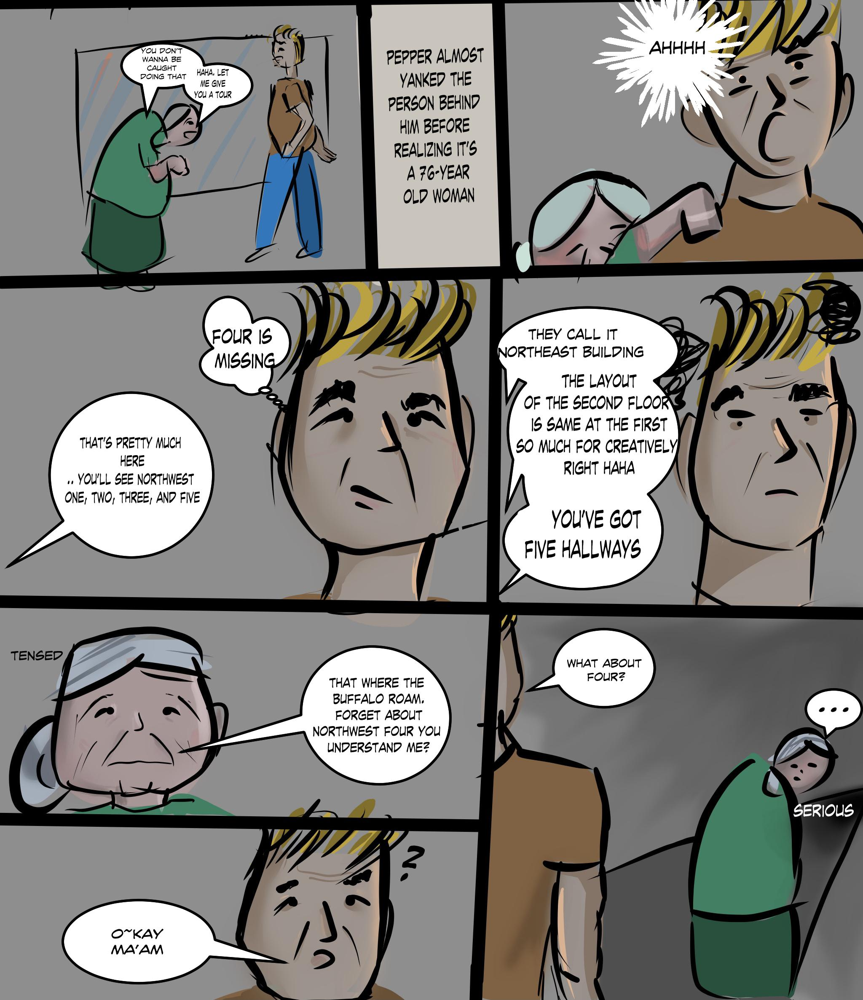 AHHHH
PEPPER ALMOST
YANKED THE
PERSON BEHIND
HIM BEFORE
REALIZING IT'S
A 76-YEAR
OLD WOMAN
YOU DON'T
WANNA BE
CAUGHT
DOING THAT
HAHA, LET
ME GIVE
YOU A TOUR
THEY CALL IT
NORTHEAST BUILDING
THE LAYOUT
OF THE SECOND FLOOR
IS SAME AT THE FIRST
SO MUCH FOR CREATIVELY
RIGHT HAHA
YOU'VE GOT
FIVE HALLWAYS
FOUR IS
MISSING
THAT'S PRETTY MUCH
HERE
.. YOU'LL SEE NORTHWEST
ONE, TWO, THREE, AND FIVE
WHAT ABOUT
FOUR?
...
SERIOUS
TENSED
THAT WHERE THE
BUFFALO ROAM.
FORGET ABOUT
NORTHWEST FOUR YOU
UNDERSTAND ME?
?
O~KAY
MA'AM